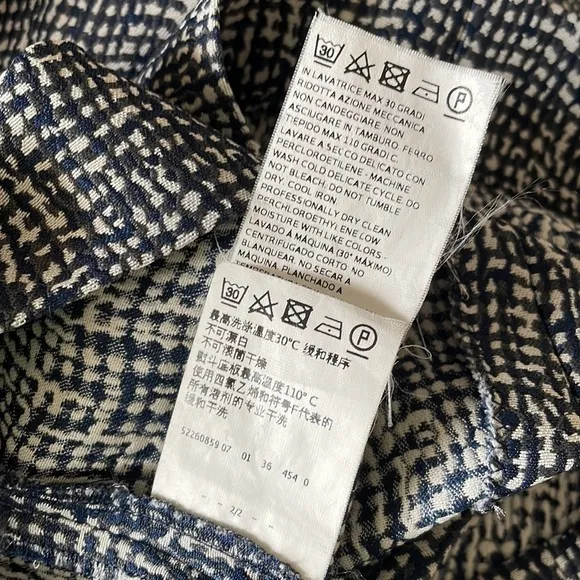 30
P
IN LAVATRICE MAX 30 GRADI
RIDOTTA AZIONE MECCANICA
NON CANDEGGIARE. NON
ASCIUGARE IN TAMBURO. FERRO
TIEPIDO MAX 110 GRADI C.
LAVARE A SECCO DELICATO CON
PERCLOROETILENE - MACHINE
WASH COLD DELICATE CYCLE. DO
NOT BLEACH. DO NOT TUMBLE
DRY. COOL IRON
PROFESSIONALLY DRY CLEAN
PERCHLOROETHYLENE LOW
MOISTURE WITH LIKE COLORS -
LAVADO A MÁQUINA (30° MÁXIMO)
CENTRIFUGADO CORTO. NO
BLANQUEAR. NO SECAR A
MÁQUINA. PLANCHADO A
30
P
最高洗涤温度30°C 缓和程序
不可漂白
不可翻转干燥
熨斗底板最高温度110°C
使用四氯乙烯和符号F代表的
所有溶剂的专业干洗
缓和干洗
52260859 07 01 36 454 0
- - 2/2 - -